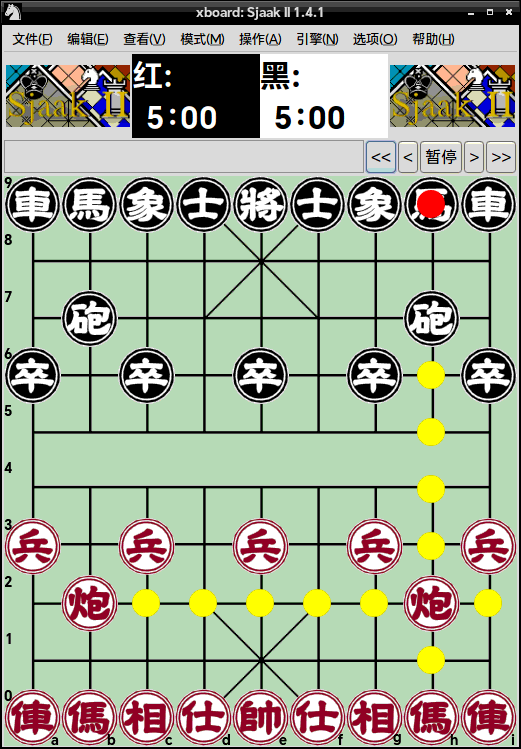 xboard: Sjaak II 1.4.1
文件(F) 编辑(E) 查看(V) 模式(M) 操作(A) 引擎(N) 选项(O) 帮助(H)
Sjaak II 红: 5:00 黑: 5:00 Sjaak II
<< < 暂停 > >>
9 車 馬 象 士 將 士 象 馬 車
8
7 砲 砲
6 卒 卒 卒 卒 卒
5
4
3 兵 兵 兵 兵 兵
2 炮 炮
1
0 俥 傌 相 仕 帥 仕 相 傌 俥
a b c d e f g h i